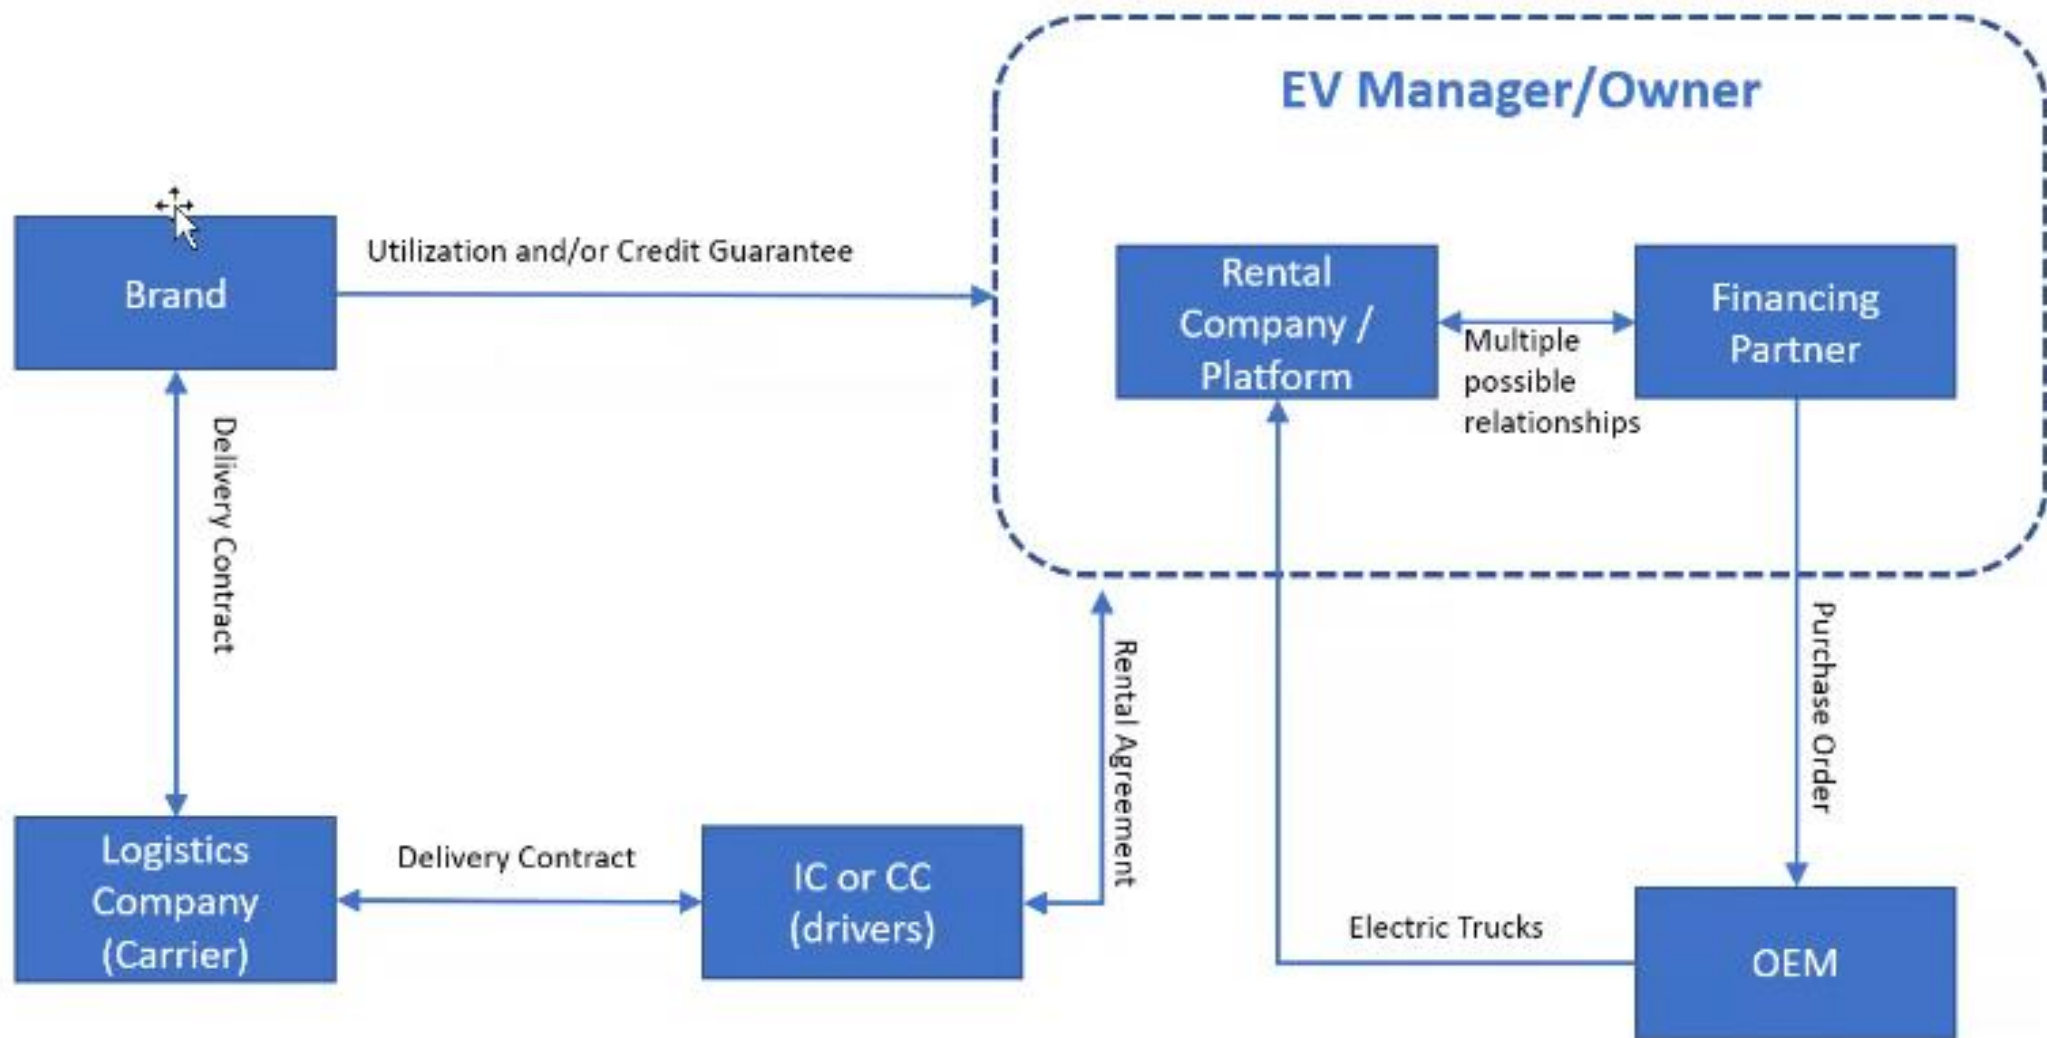 EV Manager/Owner
Brand
Utilization and/or Credit Guarantee
Rental
Company /
Platform
Multiple
possible
relationships
Financing
Partner
Delivery Contract
Rental Agreement
Purchase Order
Logistics
Company
(Carrier)
Delivery Contract
IC or CC
(drivers)
Electric Trucks
OEM